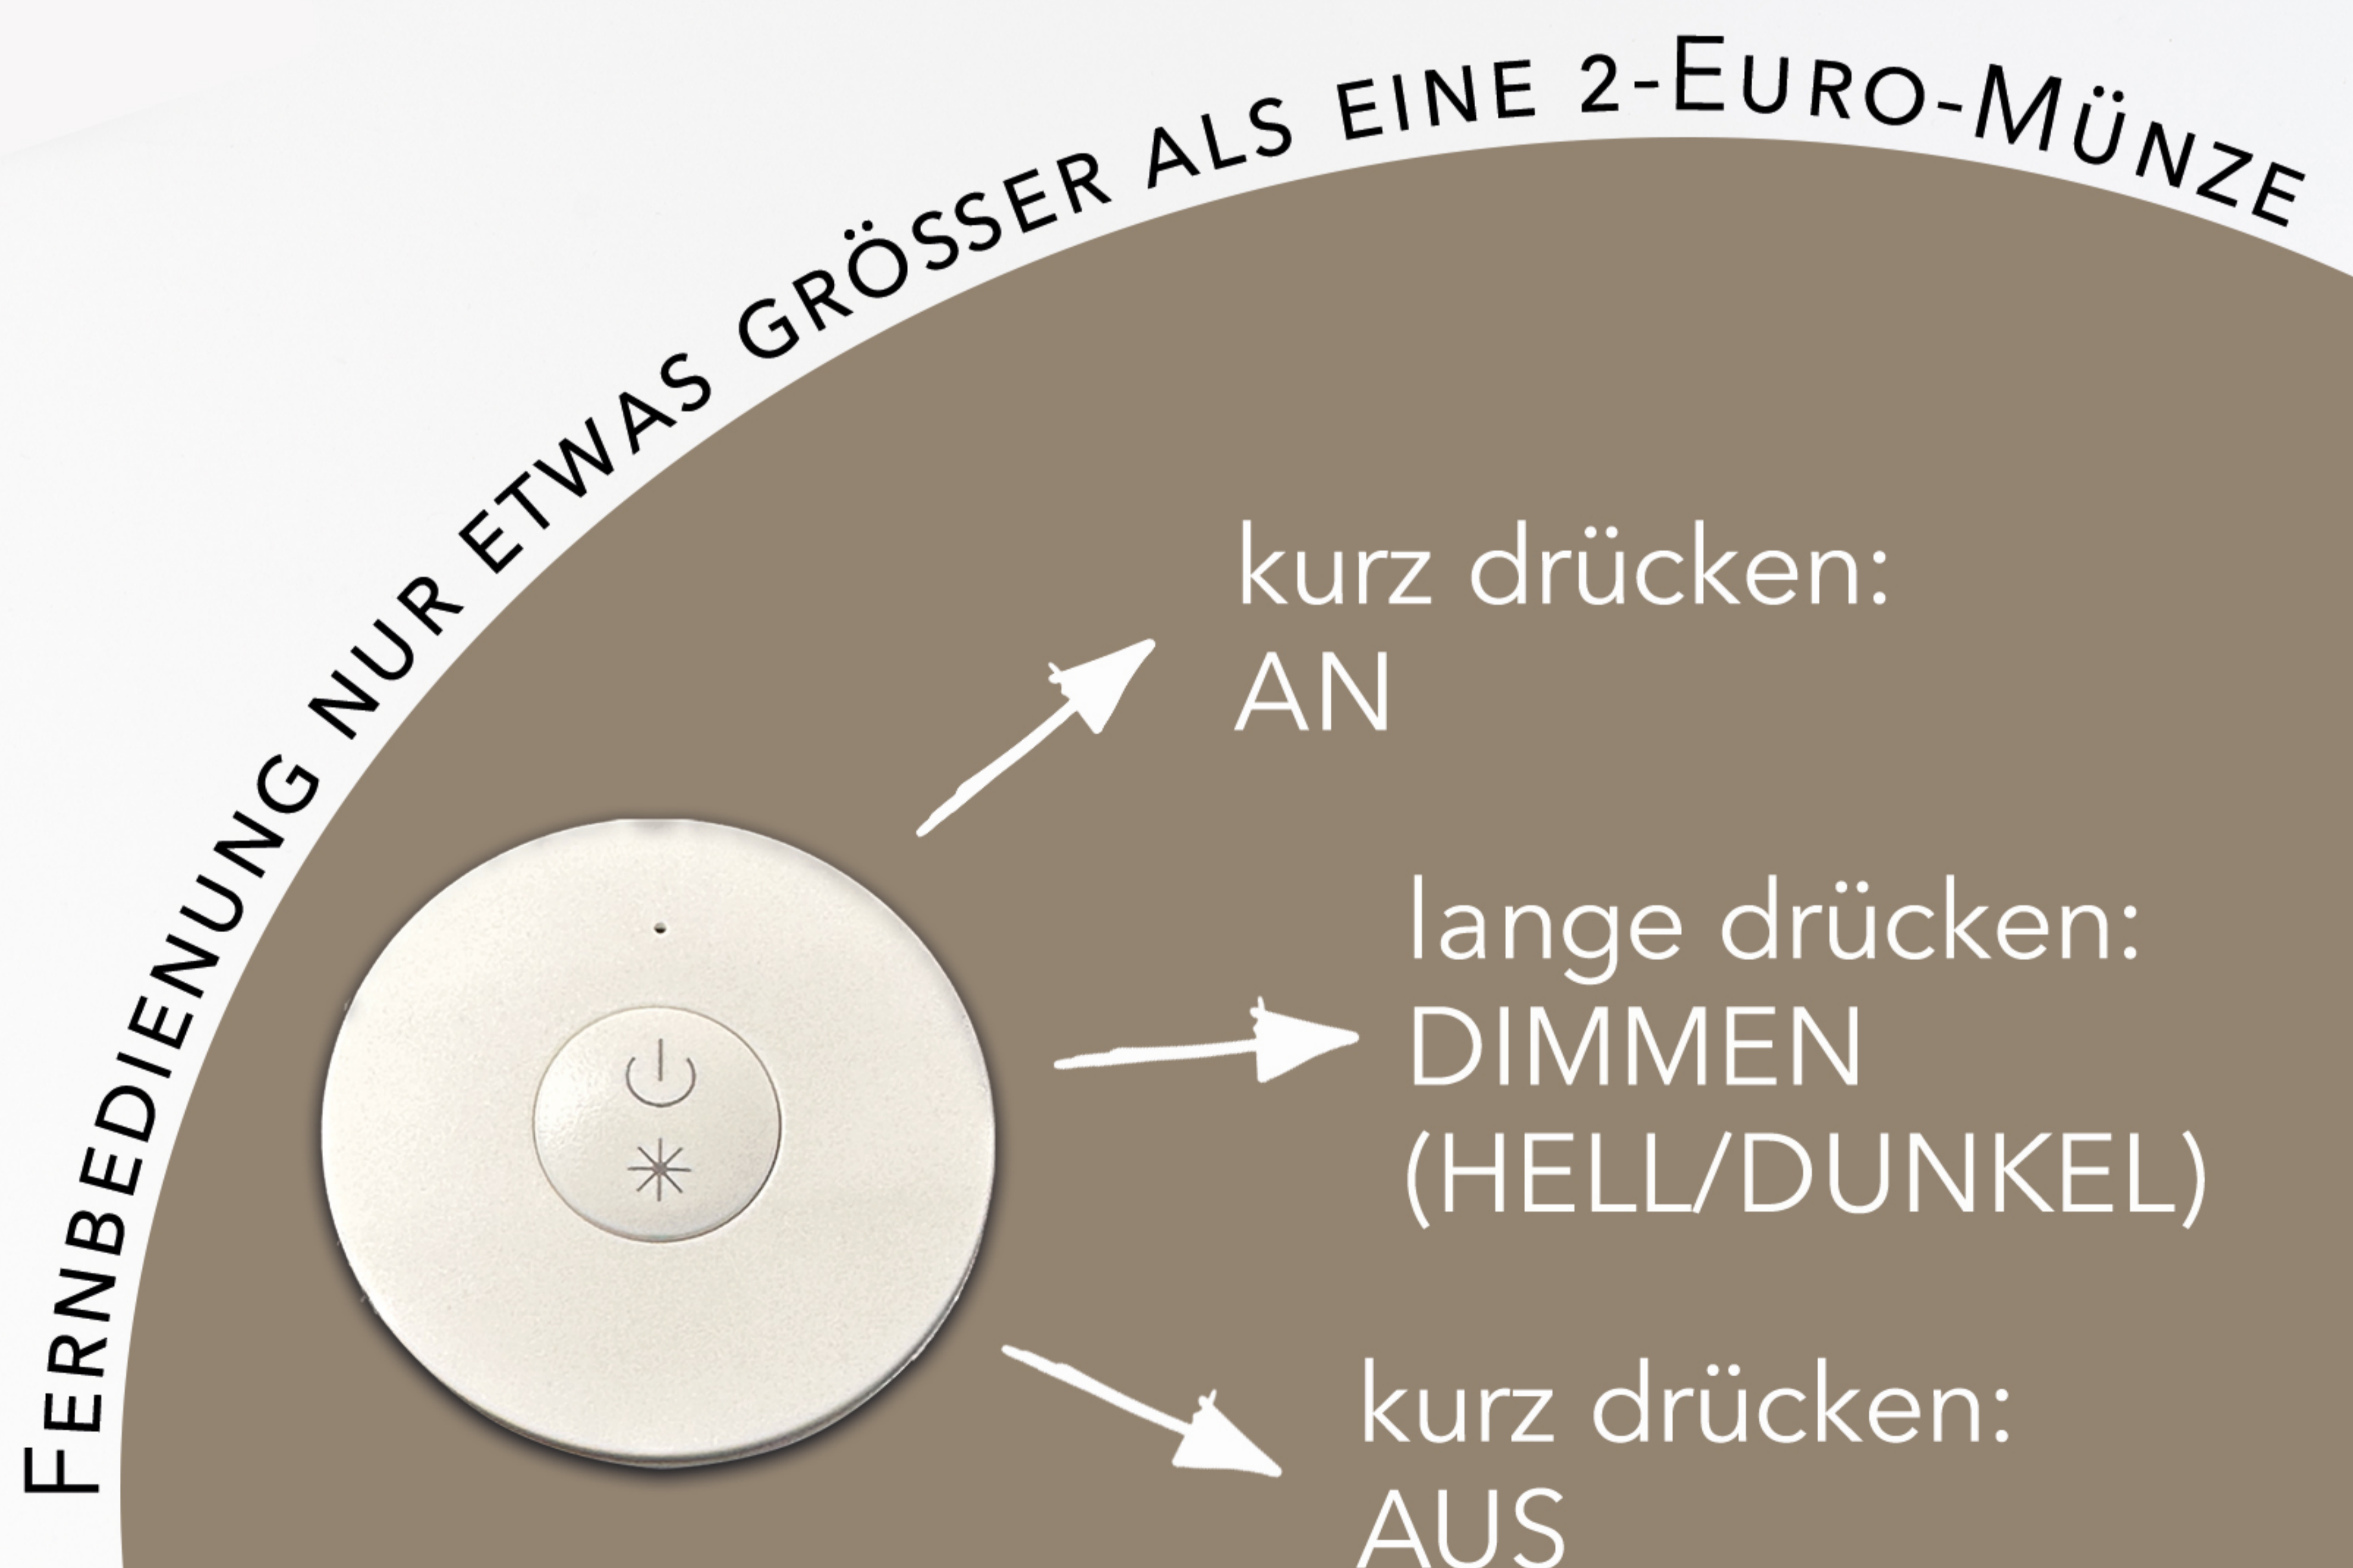 Fernbedienung nur etwas grösser als eine 2-Euro-Münze
kurz drücken:
AN
lange drücken:
DIMMEN
(HELL/DUNKEL)
kurz drücken:
AUS